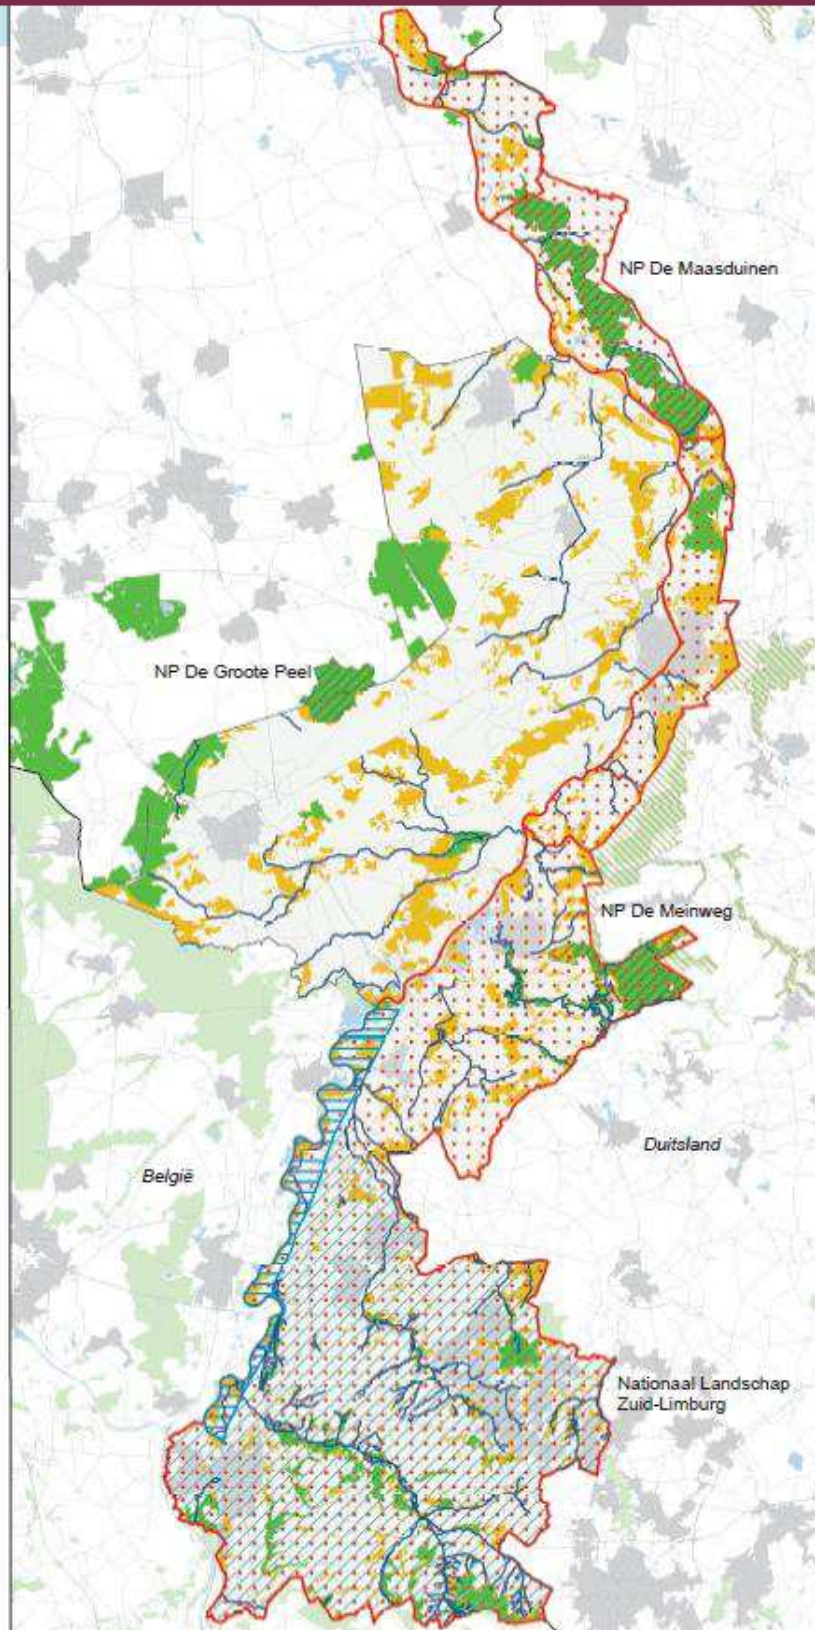 NP De Maasduinen
NP De Groote Peel
NP De Meinweg
Duitsland
België
Nationaal Landschap
Zuid-Limburg